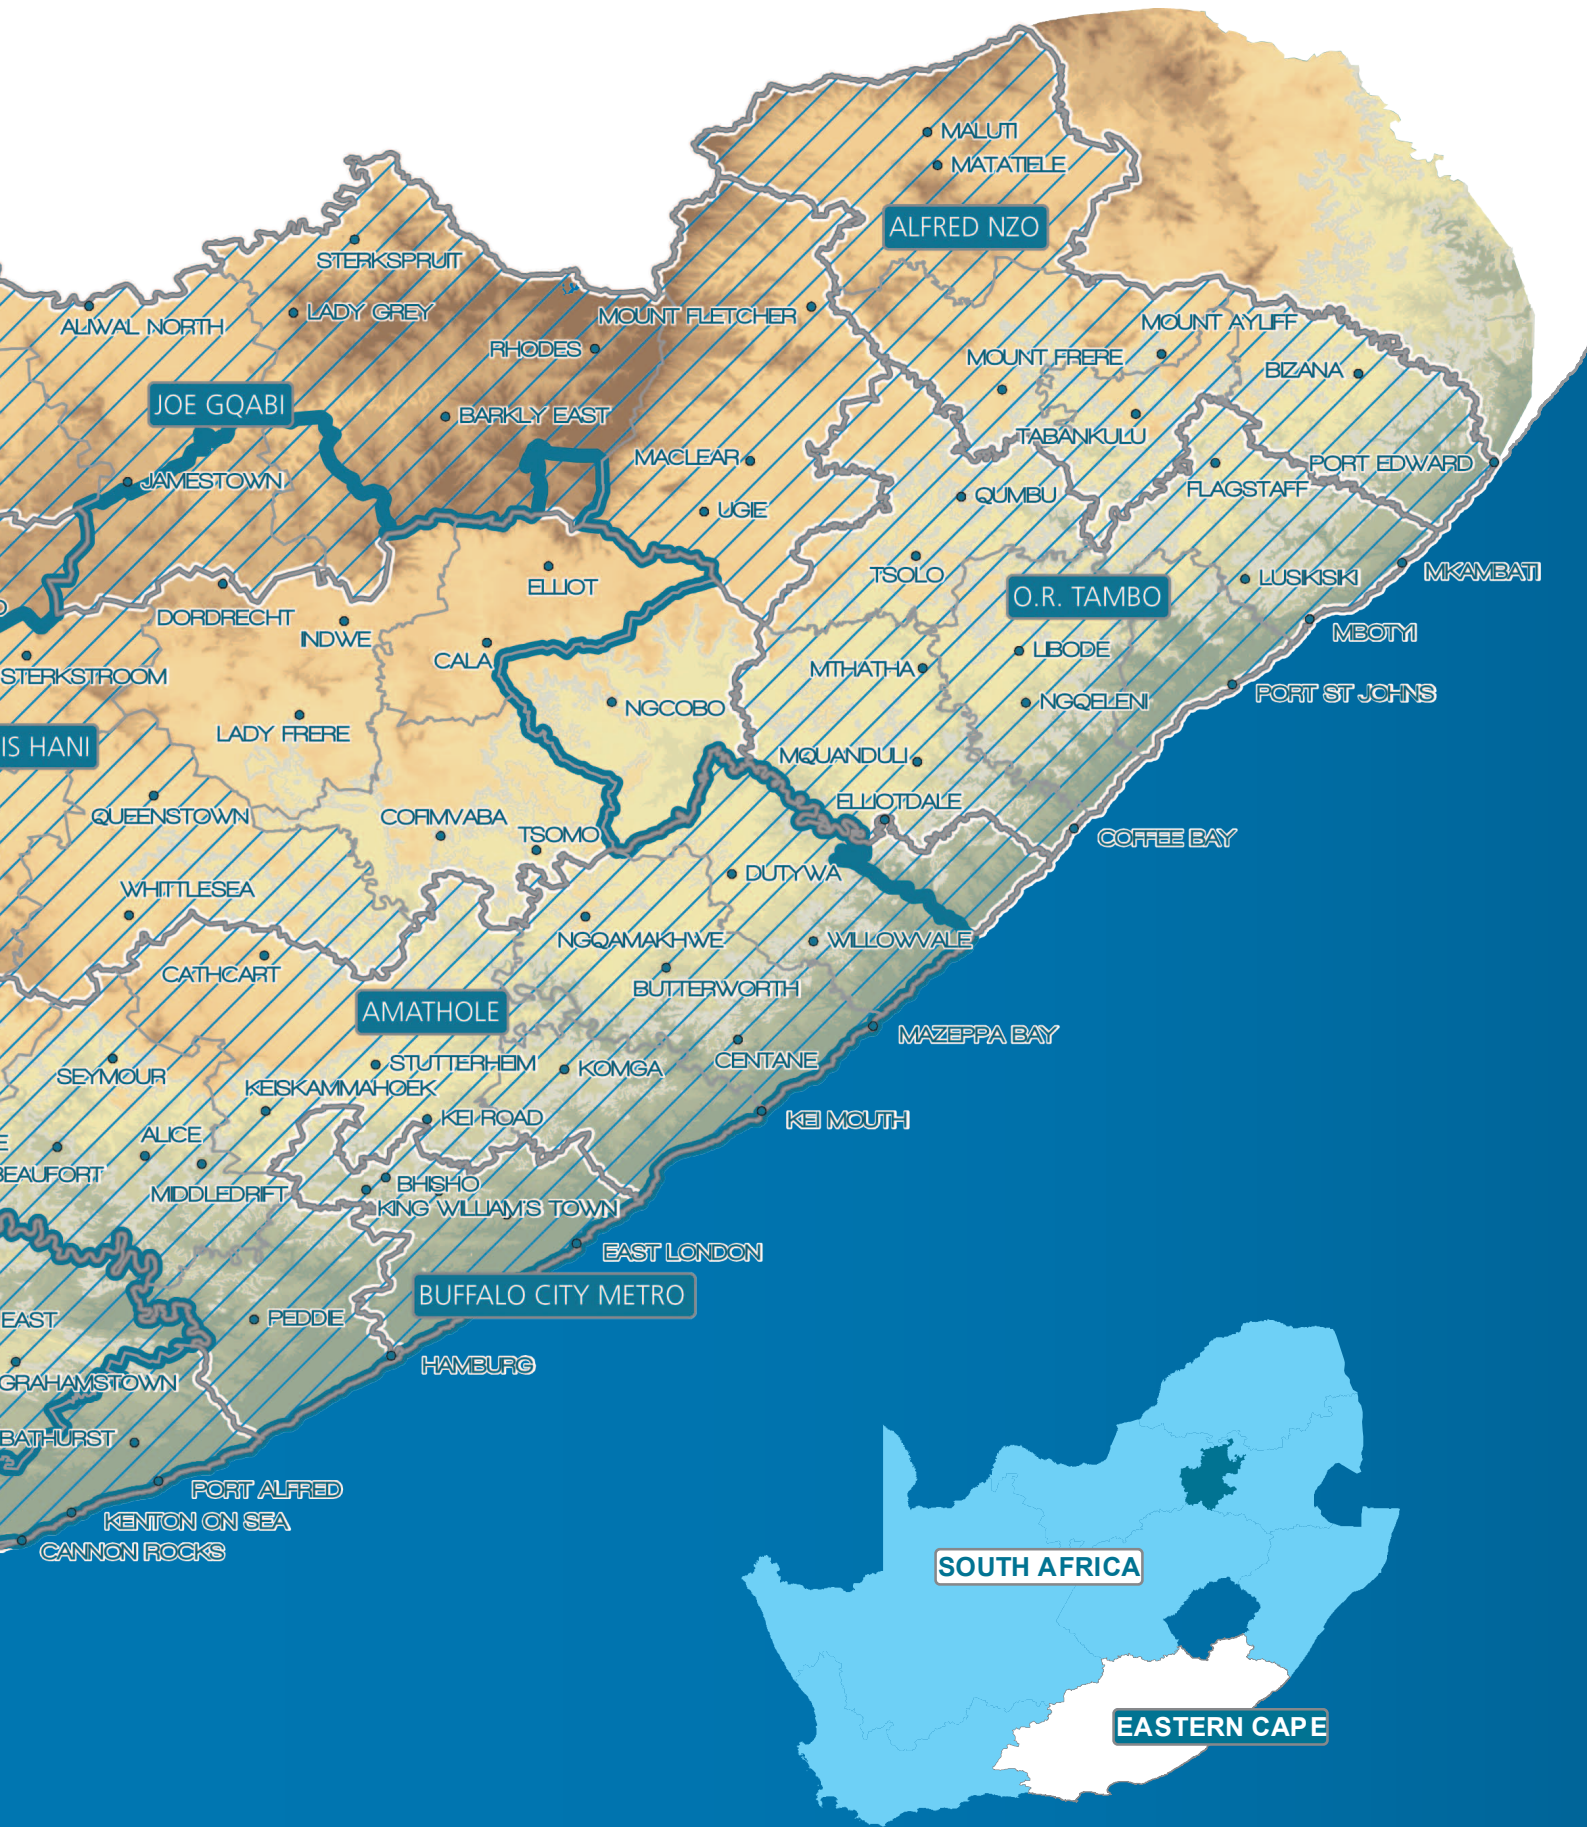 MALUTI
MATATIELE
ALFRED NZO
STERKSPRUIT
LADY GREY
ALIWAL NORTH
MOUNT FLETCHER
MOUNT AYLIFF
RHODES
MOUNT FRERE
BIZANA
JOE GQABI
BARKLY EAST
TABANKULU
MACLEAR
PORT EDWARD
JAMESTOWN
FLAGSTAFF
QUMBU
UGIE
TSOLO
MKAMBATI
LUSIKISIKI
ELLIOT
O.R. TAMBO
O
DORDRECHT
INDWE
MBOTYI
LIBODE
CALA
MTHATHA
STERKSTROOM
PORT ST JOHNS
NGQELENI
NGCOBO
LADY FRERE
IS HANI
MQUANDULI
ELLIOTDALE
QUEENSTOWN
COFIMVABA
TSOMO
COFFEE BAY
DUTYWA
WHITTLESEA
NGQAMAKHWE
WILLOWVALE
CATHCART
BUTTERWORTH
AMATHOLE
MAZEPPA BAY
CENTANE
STUTTERHEIM
KOMGA
SEYMOUR
KEISKAMMAHOEK
KEI ROAD
KEI MOUTH
ALICE
E
BEAUFORT
BHISHO
MIDDLEDRIFT
KING WILLIAM'S TOWN
EAST LONDON
BUFFALO CITY METRO
EAST
PEDDIE
HAMBURG
GRAHAMSTOWN
BATHURST
PORT ALFRED
KENTON ON SEA
CANNON ROCKS
SOUTH AFRICA
EASTERN CAPE